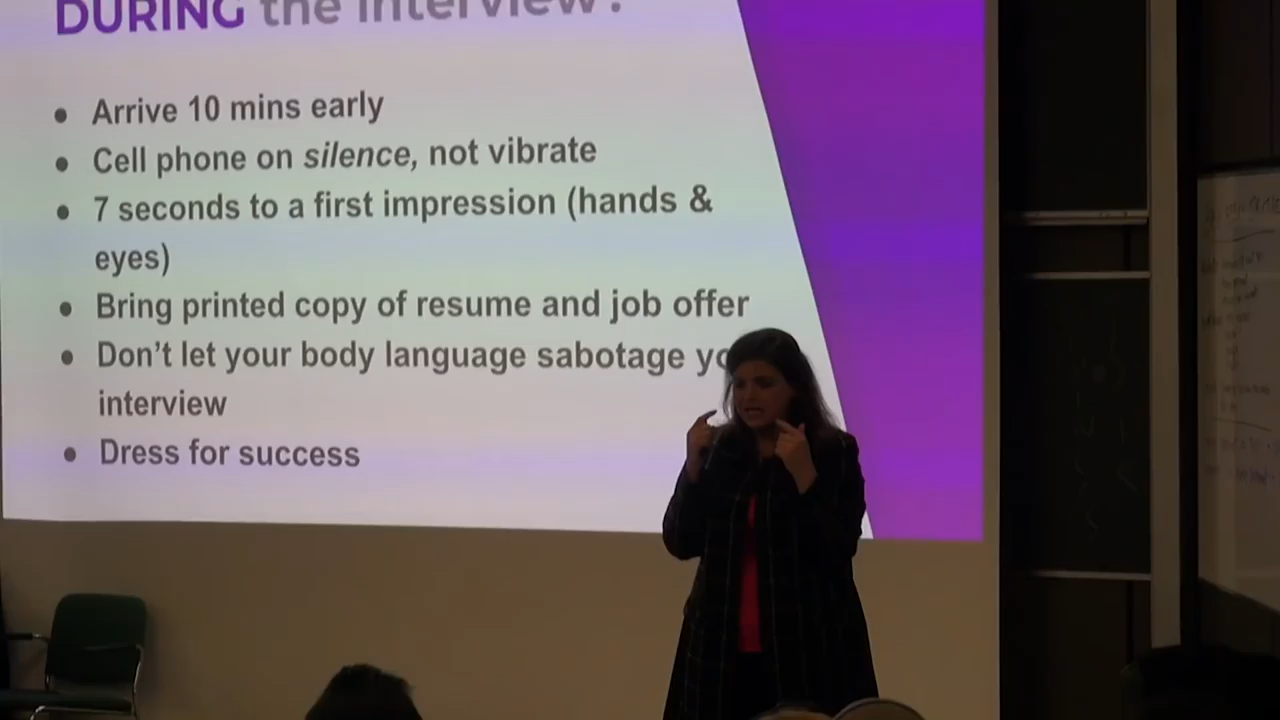 DURING the interview?
• Arrive 10 mins early
• Cell phone on silence, not vibrate
• 7 seconds to a first impression (hands &
eyes)
• Bring printed copy of resume and job offer
• Don't let your body language sabotage
interview
• Dress for success